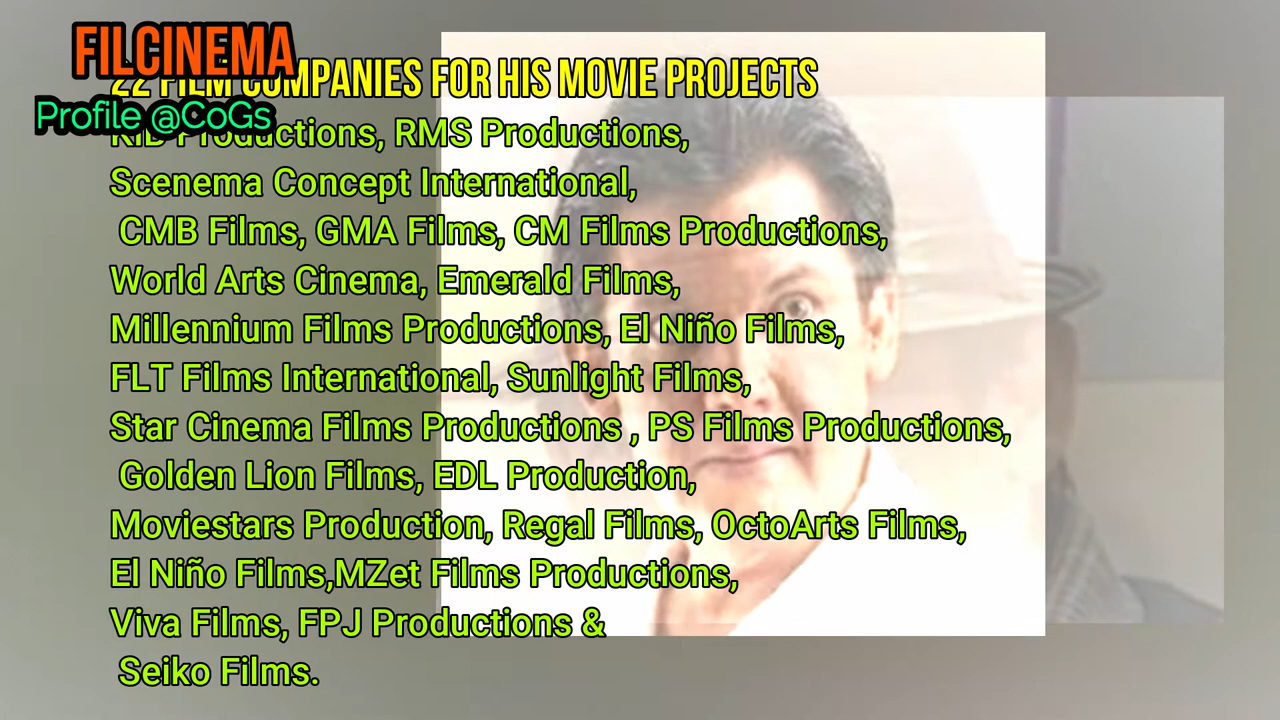 FILCINEMA
22 FILM COMPANIES FOR HIS MOVIE PROJECTS
Profile @CoGs
Productions, RMS Productions,
Scenema Concept International,
CMB Films, GMA Films, CM Films Productions,
World Arts Cinema, Emerald Films,
Millennium Films Productions, El Niño Films,
FLT Films International, Sunlight Films,
Star Cinema Films Productions , PS Films Productions,
Golden Lion Films, EDL Production,
Moviestars Production, Regal Films, OctoArts Films,
El Niño Films,MZet Films Productions,
Viva Films, FPJ Productions &
Seiko Films.